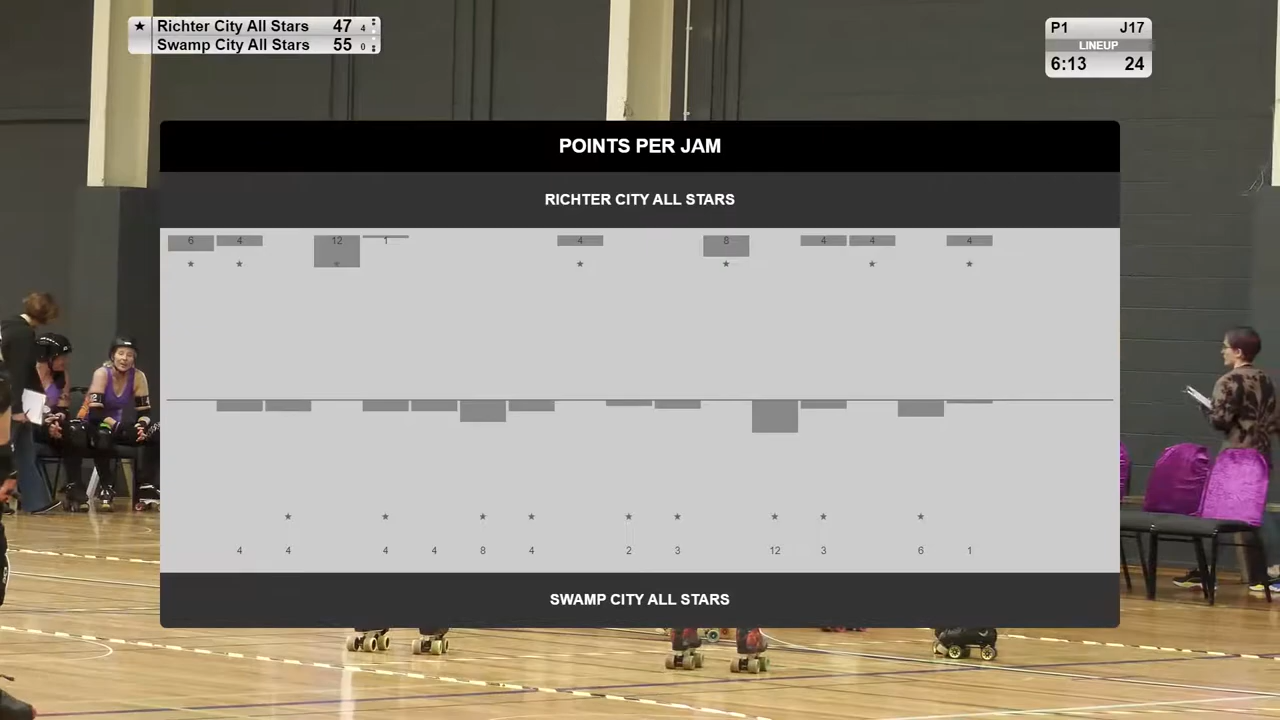 ★ Richter City All Stars 47 4
Swamp City All Stars 55 0
P1 J17
LINEUP
6:13 24
POINTS PER JAM
RICHTER CITY ALL STARS
6 4 12 1 4 8 4 4 4
★ ★ ★ ★ ★ ★ ★
★ ★ ★ ★ ★ ★ ★ ★ ★
4 4 4 4 8 4 2 3 12 3 6 1
SWAMP CITY ALL STARS